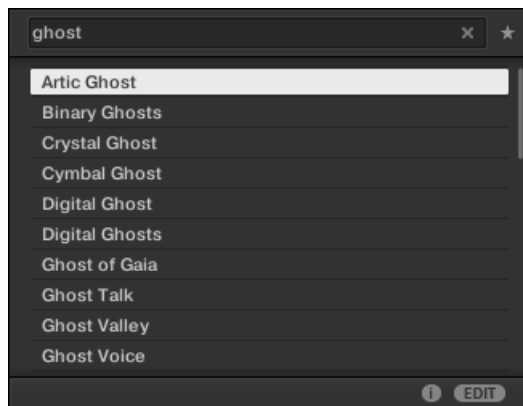 ghost
Artic Ghost
Binary Ghosts
Crystal Ghost
Cymbal Ghost
Digital Ghost
Digital Ghosts
Ghost of Gaia
Ghost Talk
Ghost Valley
Ghost Voice
i EDIT